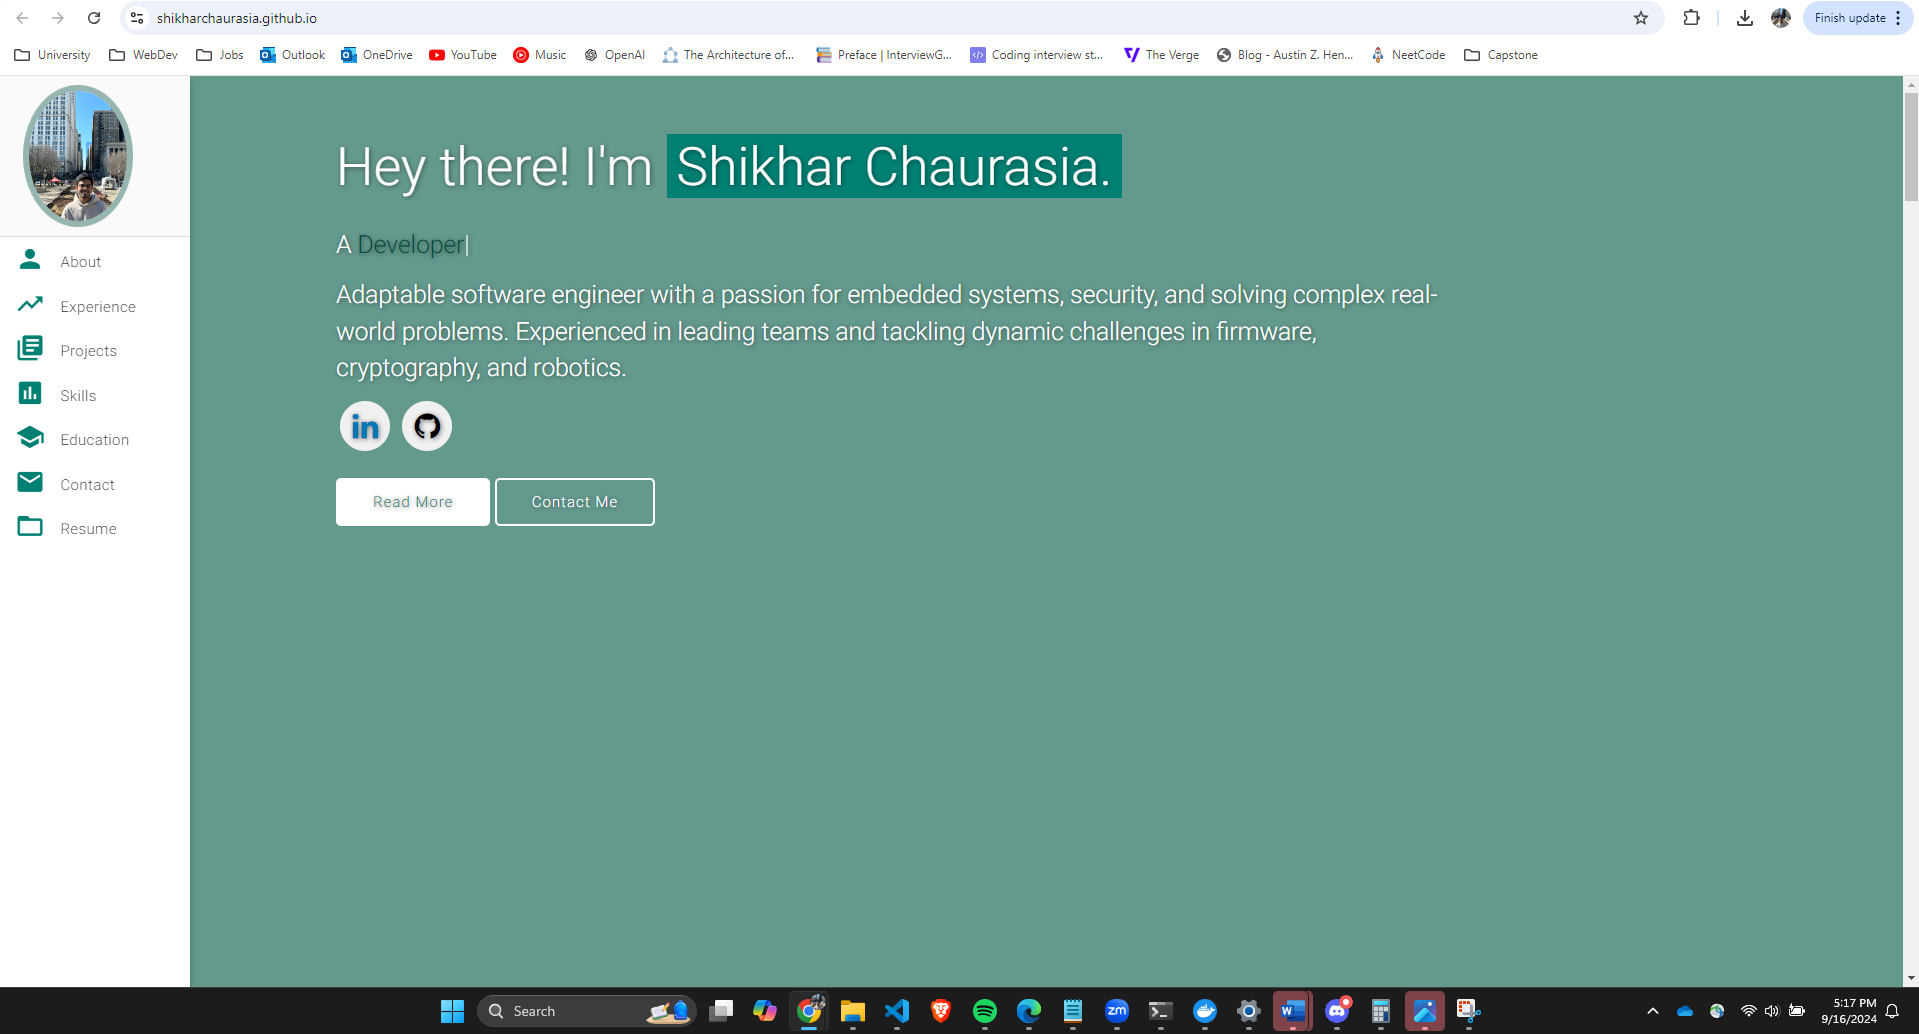 shikharchaurasia.github.io
Finish update
University WebDev Jobs Outlook OneDrive YouTube Music OpenAI The Architecture of... Preface | InterviewG... Coding interview st... The Verge Blog - Austin Z. Hen... NeetCode Capstone
Hey there! I'm Shikhar Chaurasia.
A Developer|
Adaptable software engineer with a passion for embedded systems, security, and solving complex real-
world problems. Experienced in leading teams and tackling dynamic challenges in firmware,
cryptography, and robotics.
in
Read More Contact Me
About
Experience
Projects
Skills
Education
Contact
Resume
Search
zm
W
5:17 PM
9/16/2024